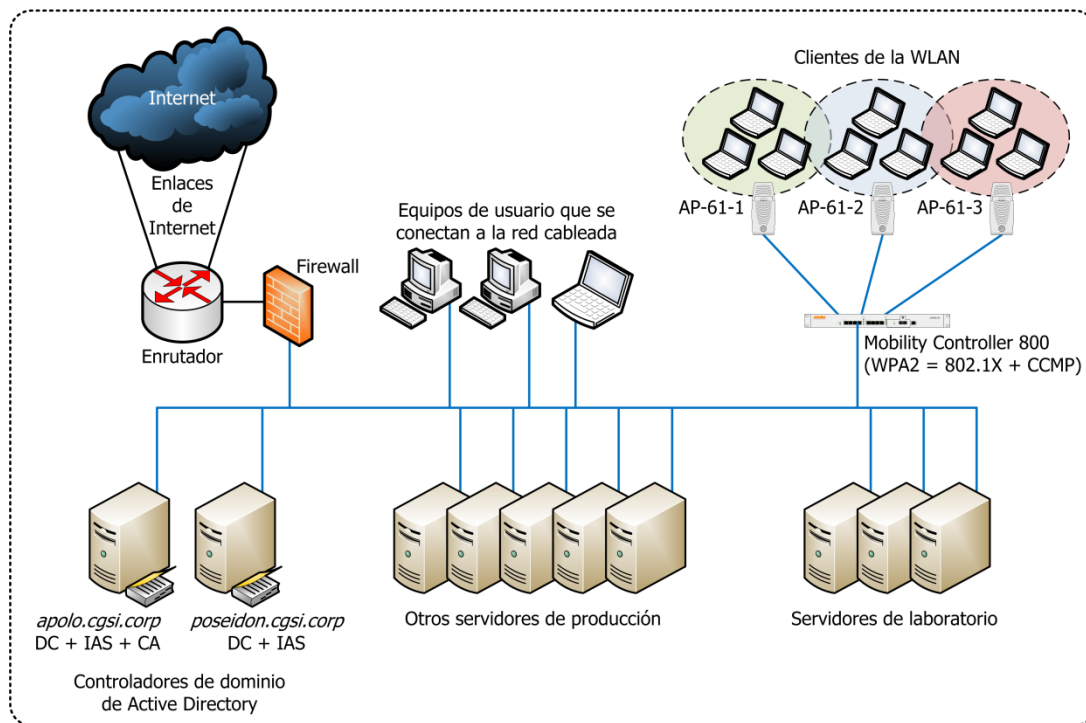 Internet
Enlaces
de
Internet
Enrutador
Firewall
Equipos de usuario que se
conectan a la red cableada
Clientes de la WLAN
AP-61-1
AP-61-2
AP-61-3
Mobility Controller 800
(WPA2 = 802.1X + CCMP)
apolo.cgsi.corp
DC + IAS + CA
poseidon.cgsi.corp
DC + IAS
Controladores de dominio
de Active Directory
Otros servidores de producción
Servidores de laboratorio